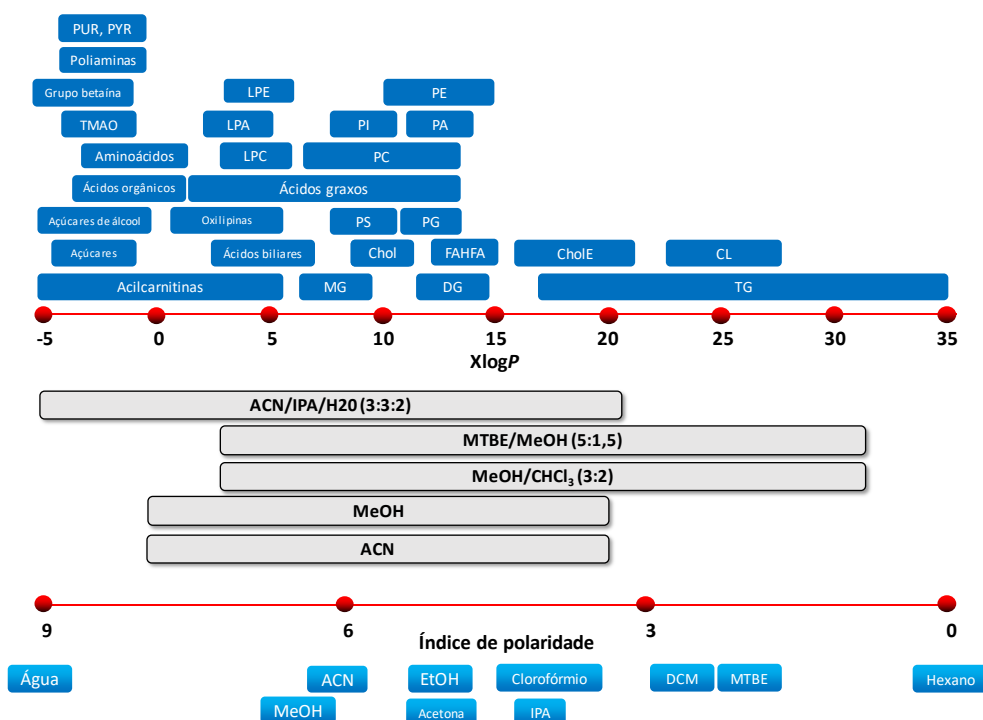 PUR, PYR
Poliaminas
Grupo betaína LPE PE
TMAO LPA PI PA
Aminoácidos LPC PC
Ácidos orgânicos Ácidos graxos
Açúcares de álcool Oxilipinas PS PG
Açúcares Ácidos biliares Chol FAHFA CholE CL
Acilcarnitinas MG DG TG
-5 0 5 10 15 20 25 30 35
XlogP
ACN/IPA/H20 (3:3:2)
MTBE/MeOH (5:1,5)
MeOH/CHCl₃ (3:2)
MeOH
ACN
9 6 3 0
Índice de polaridade
Água ACN EtOH Clorofórmio DCM MTBE Hexano
MeOH Acetona IPA